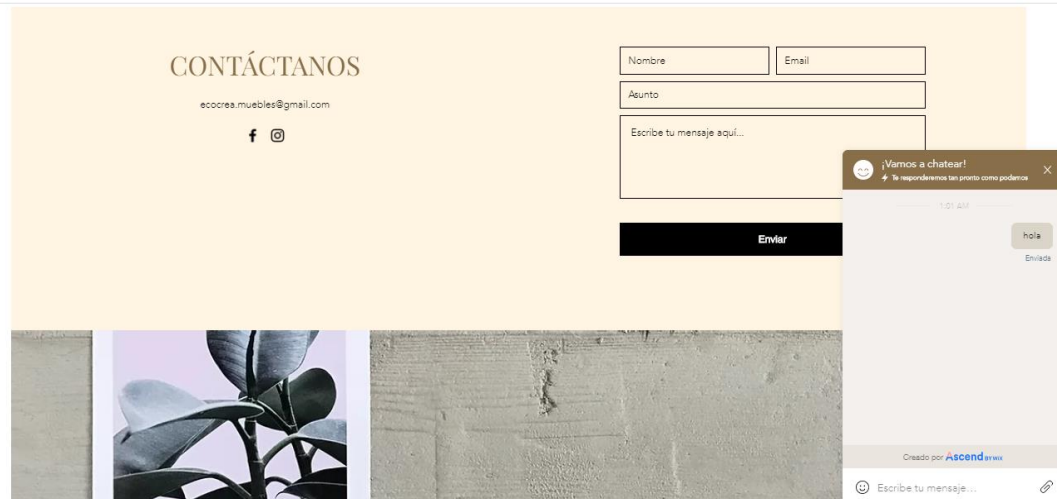 CONTÁCTANOS
ecocrea.muebles@gmail.com
Nombre
Email
Asunto
Escribe tu mensaje aquí...
Enviar
¡Vamos a chatear!
Te responderemos tan pronto como podamos
1:01 AM
hola
Enviada
Creado por Ascend BY WIX
Escribe tu mensaje...